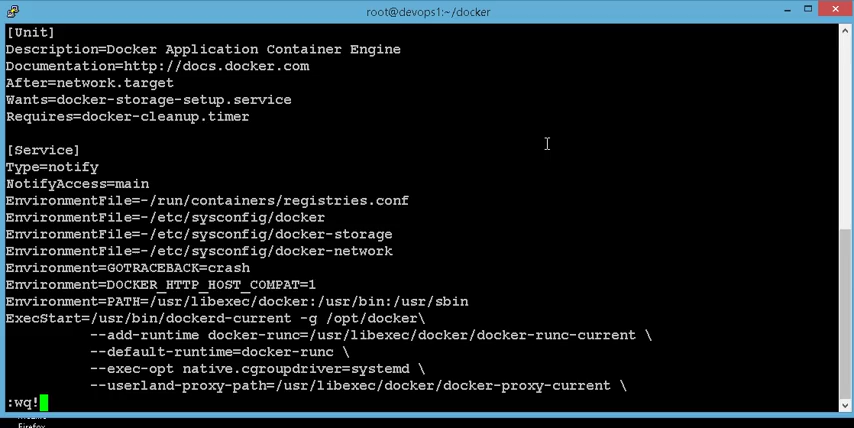 root@devops1:~/docker
[Unit]
Description=Docker Application Container Engine
Documentation=http://docs.docker.com
After=network.target
Wants=docker-storage-setup.service
Requires=docker-cleanup.timer
[Service]
Type=notify
NotifyAccess=main
EnvironmentFile=-/run/containers/registries.conf
EnvironmentFile=-/etc/sysconfig/docker
EnvironmentFile=-/etc/sysconfig/docker-storage
EnvironmentFile=-/etc/sysconfig/docker-network
Environment=GOTRACEBACK=crash
Environment=DOCKER_HTTP_HOST_COMPAT=1
Environment=PATH=/usr/libexec/docker:/usr/bin:/usr/sbin
ExecStart=/usr/bin/dockerd-current -g /opt/docker\
--add-runtime docker-runc=/usr/libexec/docker/docker-runc-current \
--default-runtime=docker-runc \
--exec-opt native.cgroupdriver=systemd \
--userland-proxy-path=/usr/libexec/docker/docker-proxy-current \
:wq!
Firefox